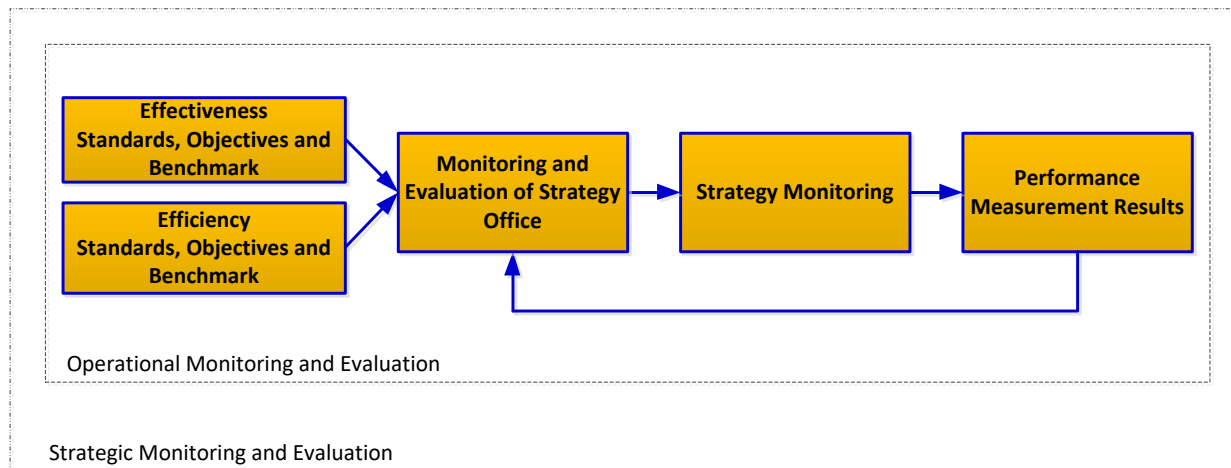 Effectiveness
Standards, Objectives and
Benchmark
Efficiency
Standards, Objectives and
Benchmark
Monitoring and
Evaluation of Strategy
Office
Strategy Monitoring
Performance
Measurement Results
Operational Monitoring and Evaluation
Strategic Monitoring and Evaluation